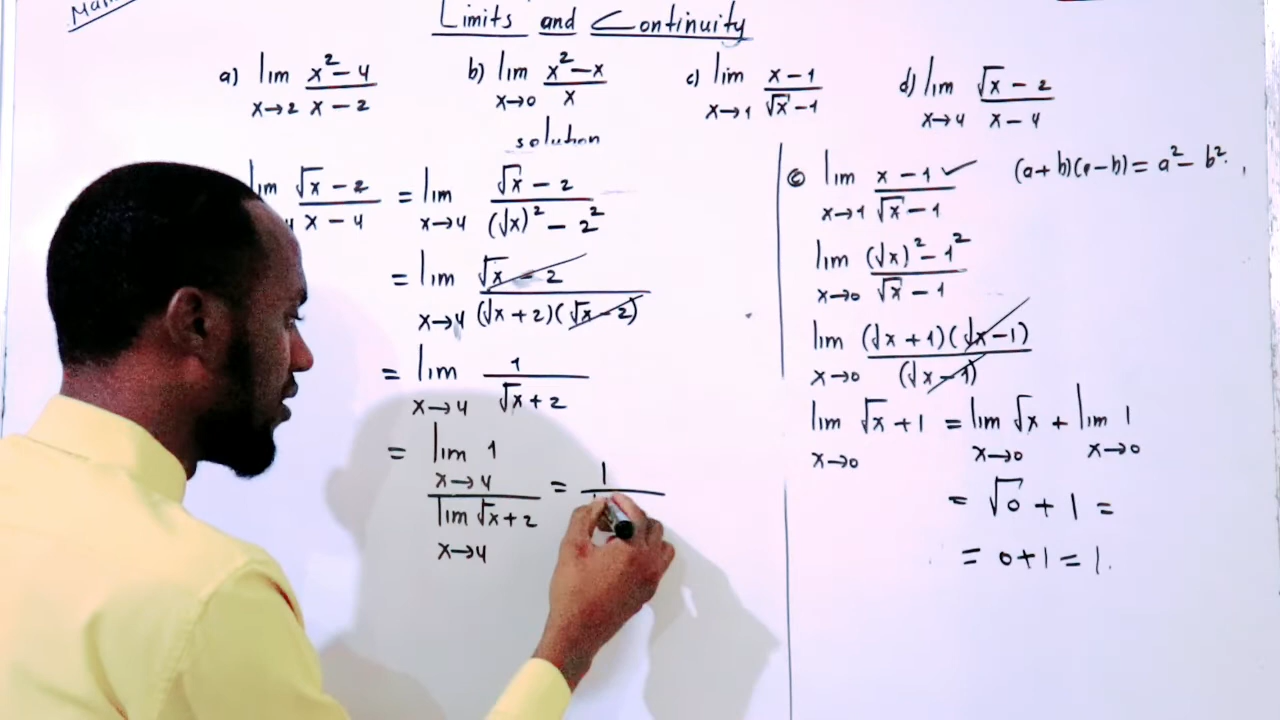 Limits and Continuity
a) lim x→2 (x² − 4)/(x − 2)
b) lim x→0 (x² − x)/x
c) lim x→1 (x − 1)/(√x − 1)
d) lim x→4 (√x − 2)/(x − 4)
solution
lim (√x − 2)/(x − 4) = lim x→4 (√x − 2)/((√x)² − 2²)
= lim x→4 (√x − 2)/((√x + 2)(√x − 2))
= lim x→4 1/(√x + 2)
= (lim x→4 1)/(lim x→4 √x + 2) = 1/
c lim x→1 (x − 1)/(√x − 1) ✓
(a + b)(a − b) = a² − b².
lim x→0 ((√x)² − 1²)/(√x − 1)
lim x→0 ((√x + 1)(√x − 1))/((√x − 1))
lim x→0 √x + 1 = lim x→0 √x + lim x→0 1
= √0 + 1 =
= 0 + 1 = 1.